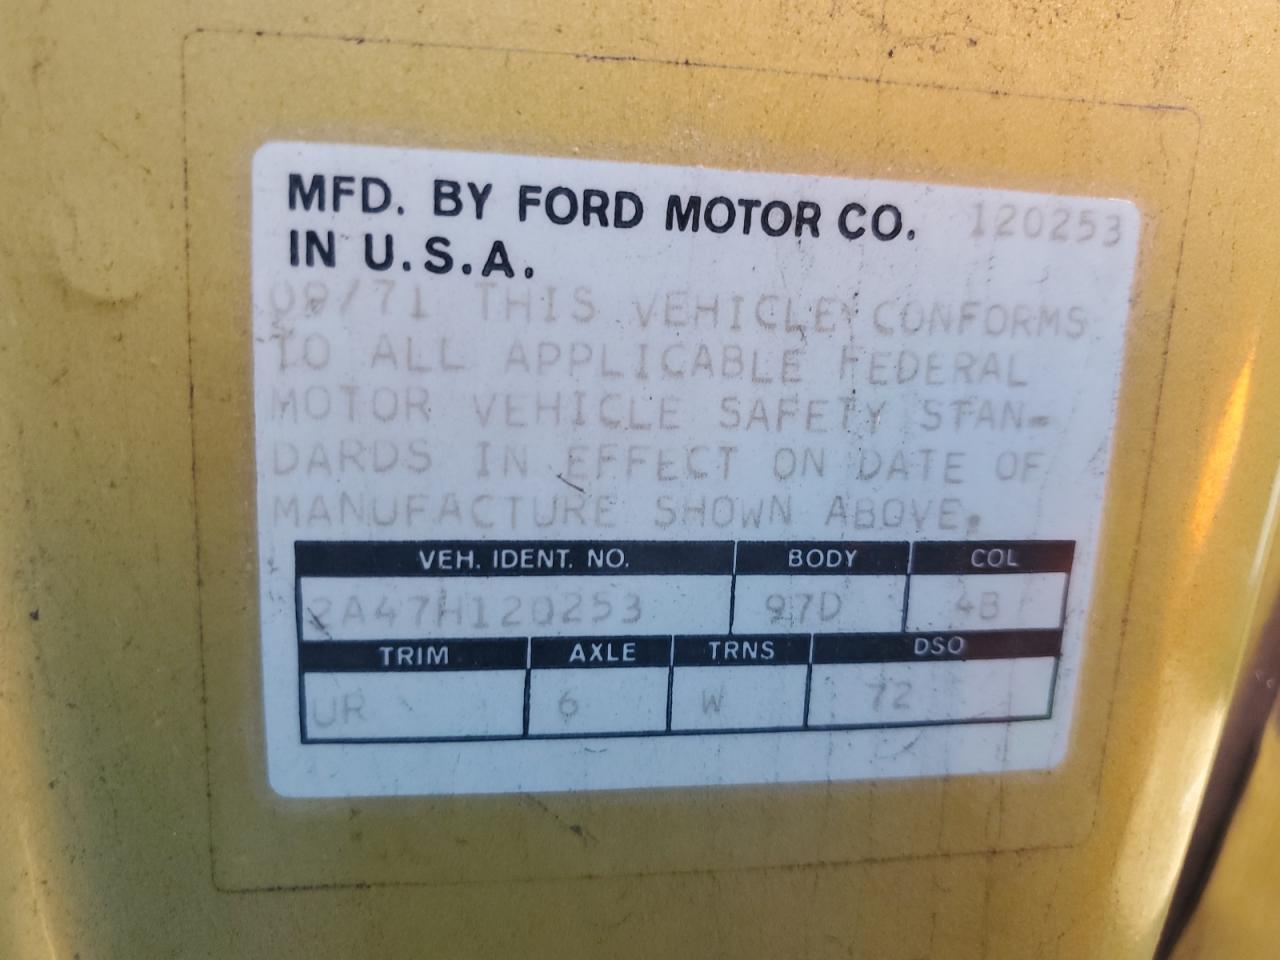 MFD. BY FORD MOTOR CO. 120253
IN U.S.A.
09/71 THIS VEHICLE CONFORMS
TO ALL APPLICABLE FEDERAL
MOTOR VEHICLE SAFETY STAN-
DARDS IN EFFECT ON DATE OF
MANUFACTURE SHOWN ABOVE.
VEH. IDENT. NO. BODY COL
2A47H120253 97D 4B
TRIM AXLE TRNS DSO
UR 6 W 72